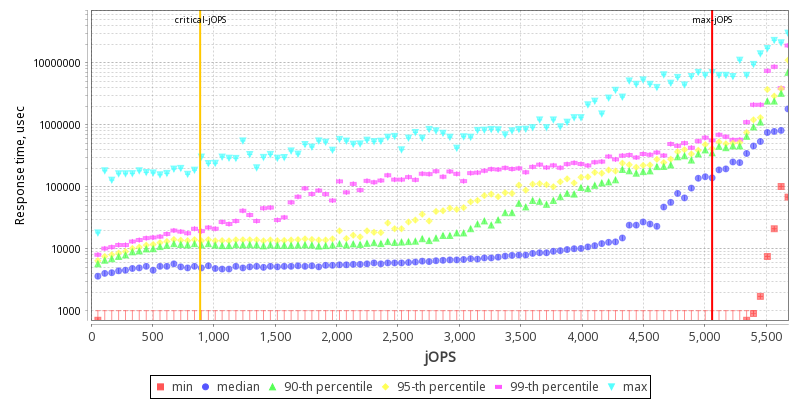 critical-jOPS
max-jOPS
Response time, usec
10000000
1000000
100000
10000
1000
0
500
1,000
1,500
2,000
2,500
3,000
3,500
4,000
4,500
5,000
5,500
jOPS
min
median
90-th percentile
95-th percentile
99-th percentile
max